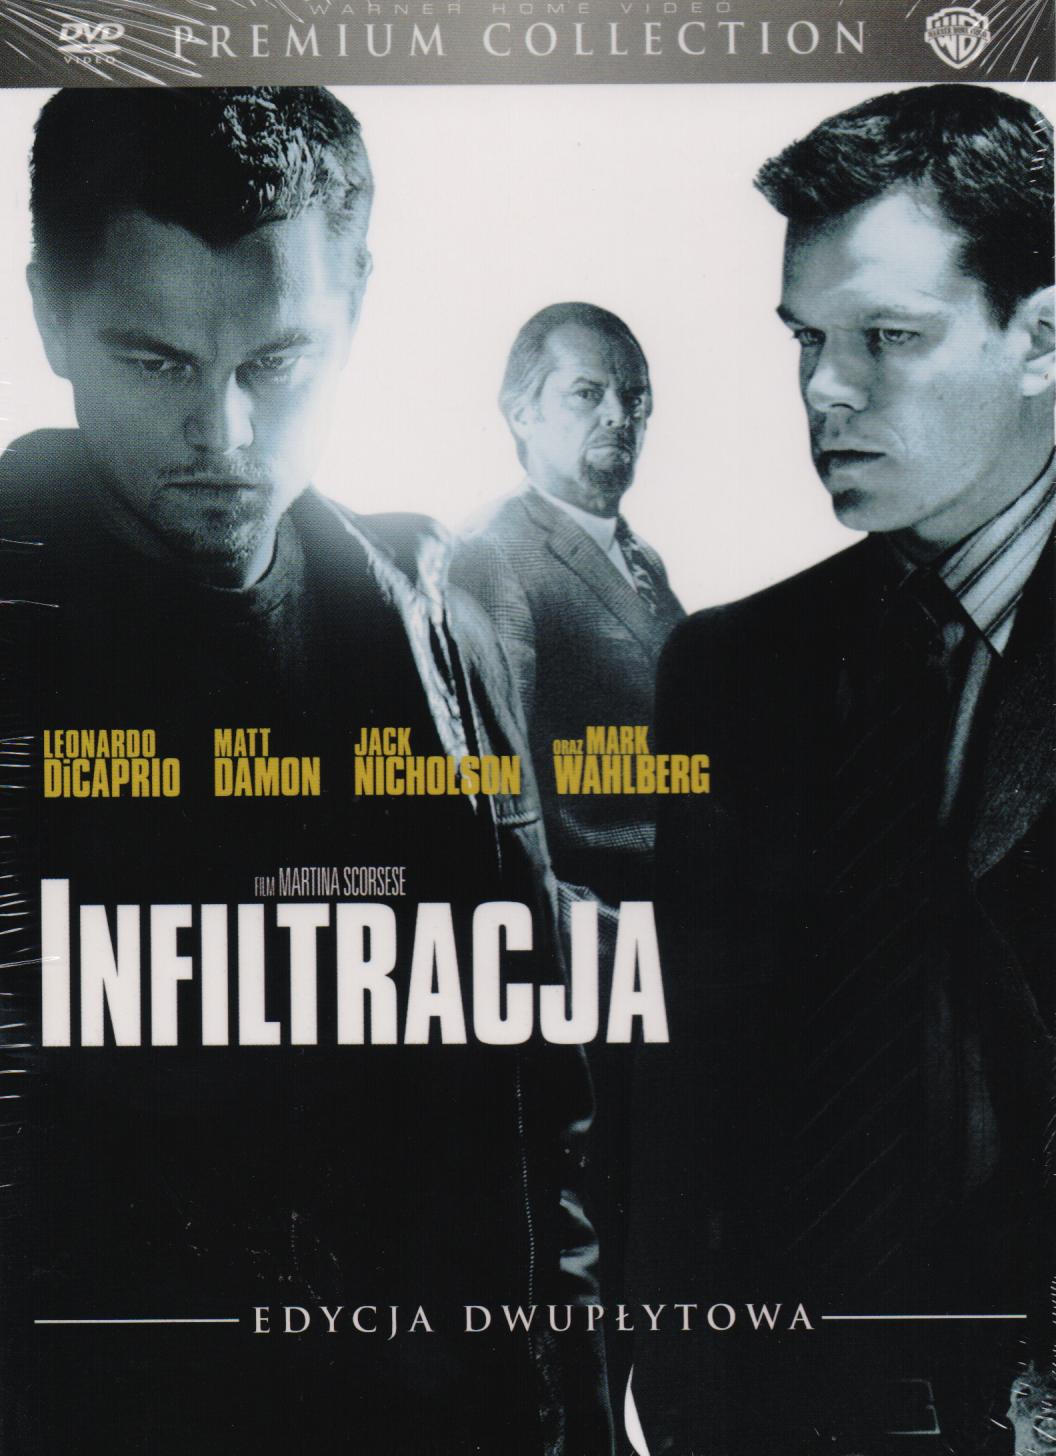 WARNER HOME VIDEO
DVD
VIDEO
PREMIUM COLLECTION
WB
LEONARDO DiCAPRIO
MATT DAMON
JACK NICHOLSON
ORAZ MARK WAHLBERG
FILM MARTINA SCORSESE
INFILTRACJA
EDYCJA DWUPŁYTOWA